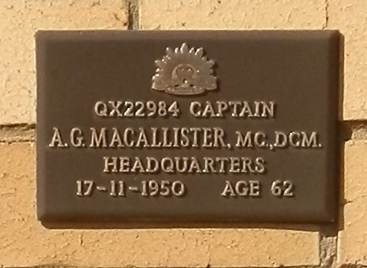 QX22984 CAPTAIN
A.G. MACALLISTER, MC.,DCM.
HEADQUARTERS
17-11-1950 AGE 62